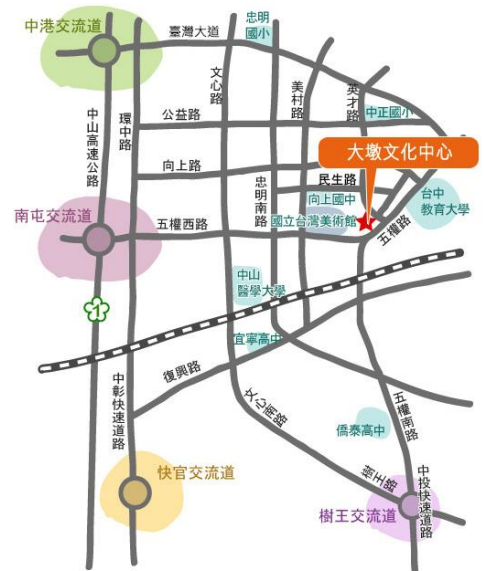 中港交流道
臺灣大道
忠明
國小
文心路
美村路
英才路
中山高速公路
環中路
公益路
中正國小
大墩文化中心
向上路
忠明南路
民生路
向上國中
台中
教育大學
南屯交流道
五權西路
國立台灣美術館
五權路
中山
醫學大學
1
宜寧高中
復興路
中彰快速道路
文心南路
五權南路
僑泰高中
快官交流道
樹王路
中投快速道路
樹王交流道